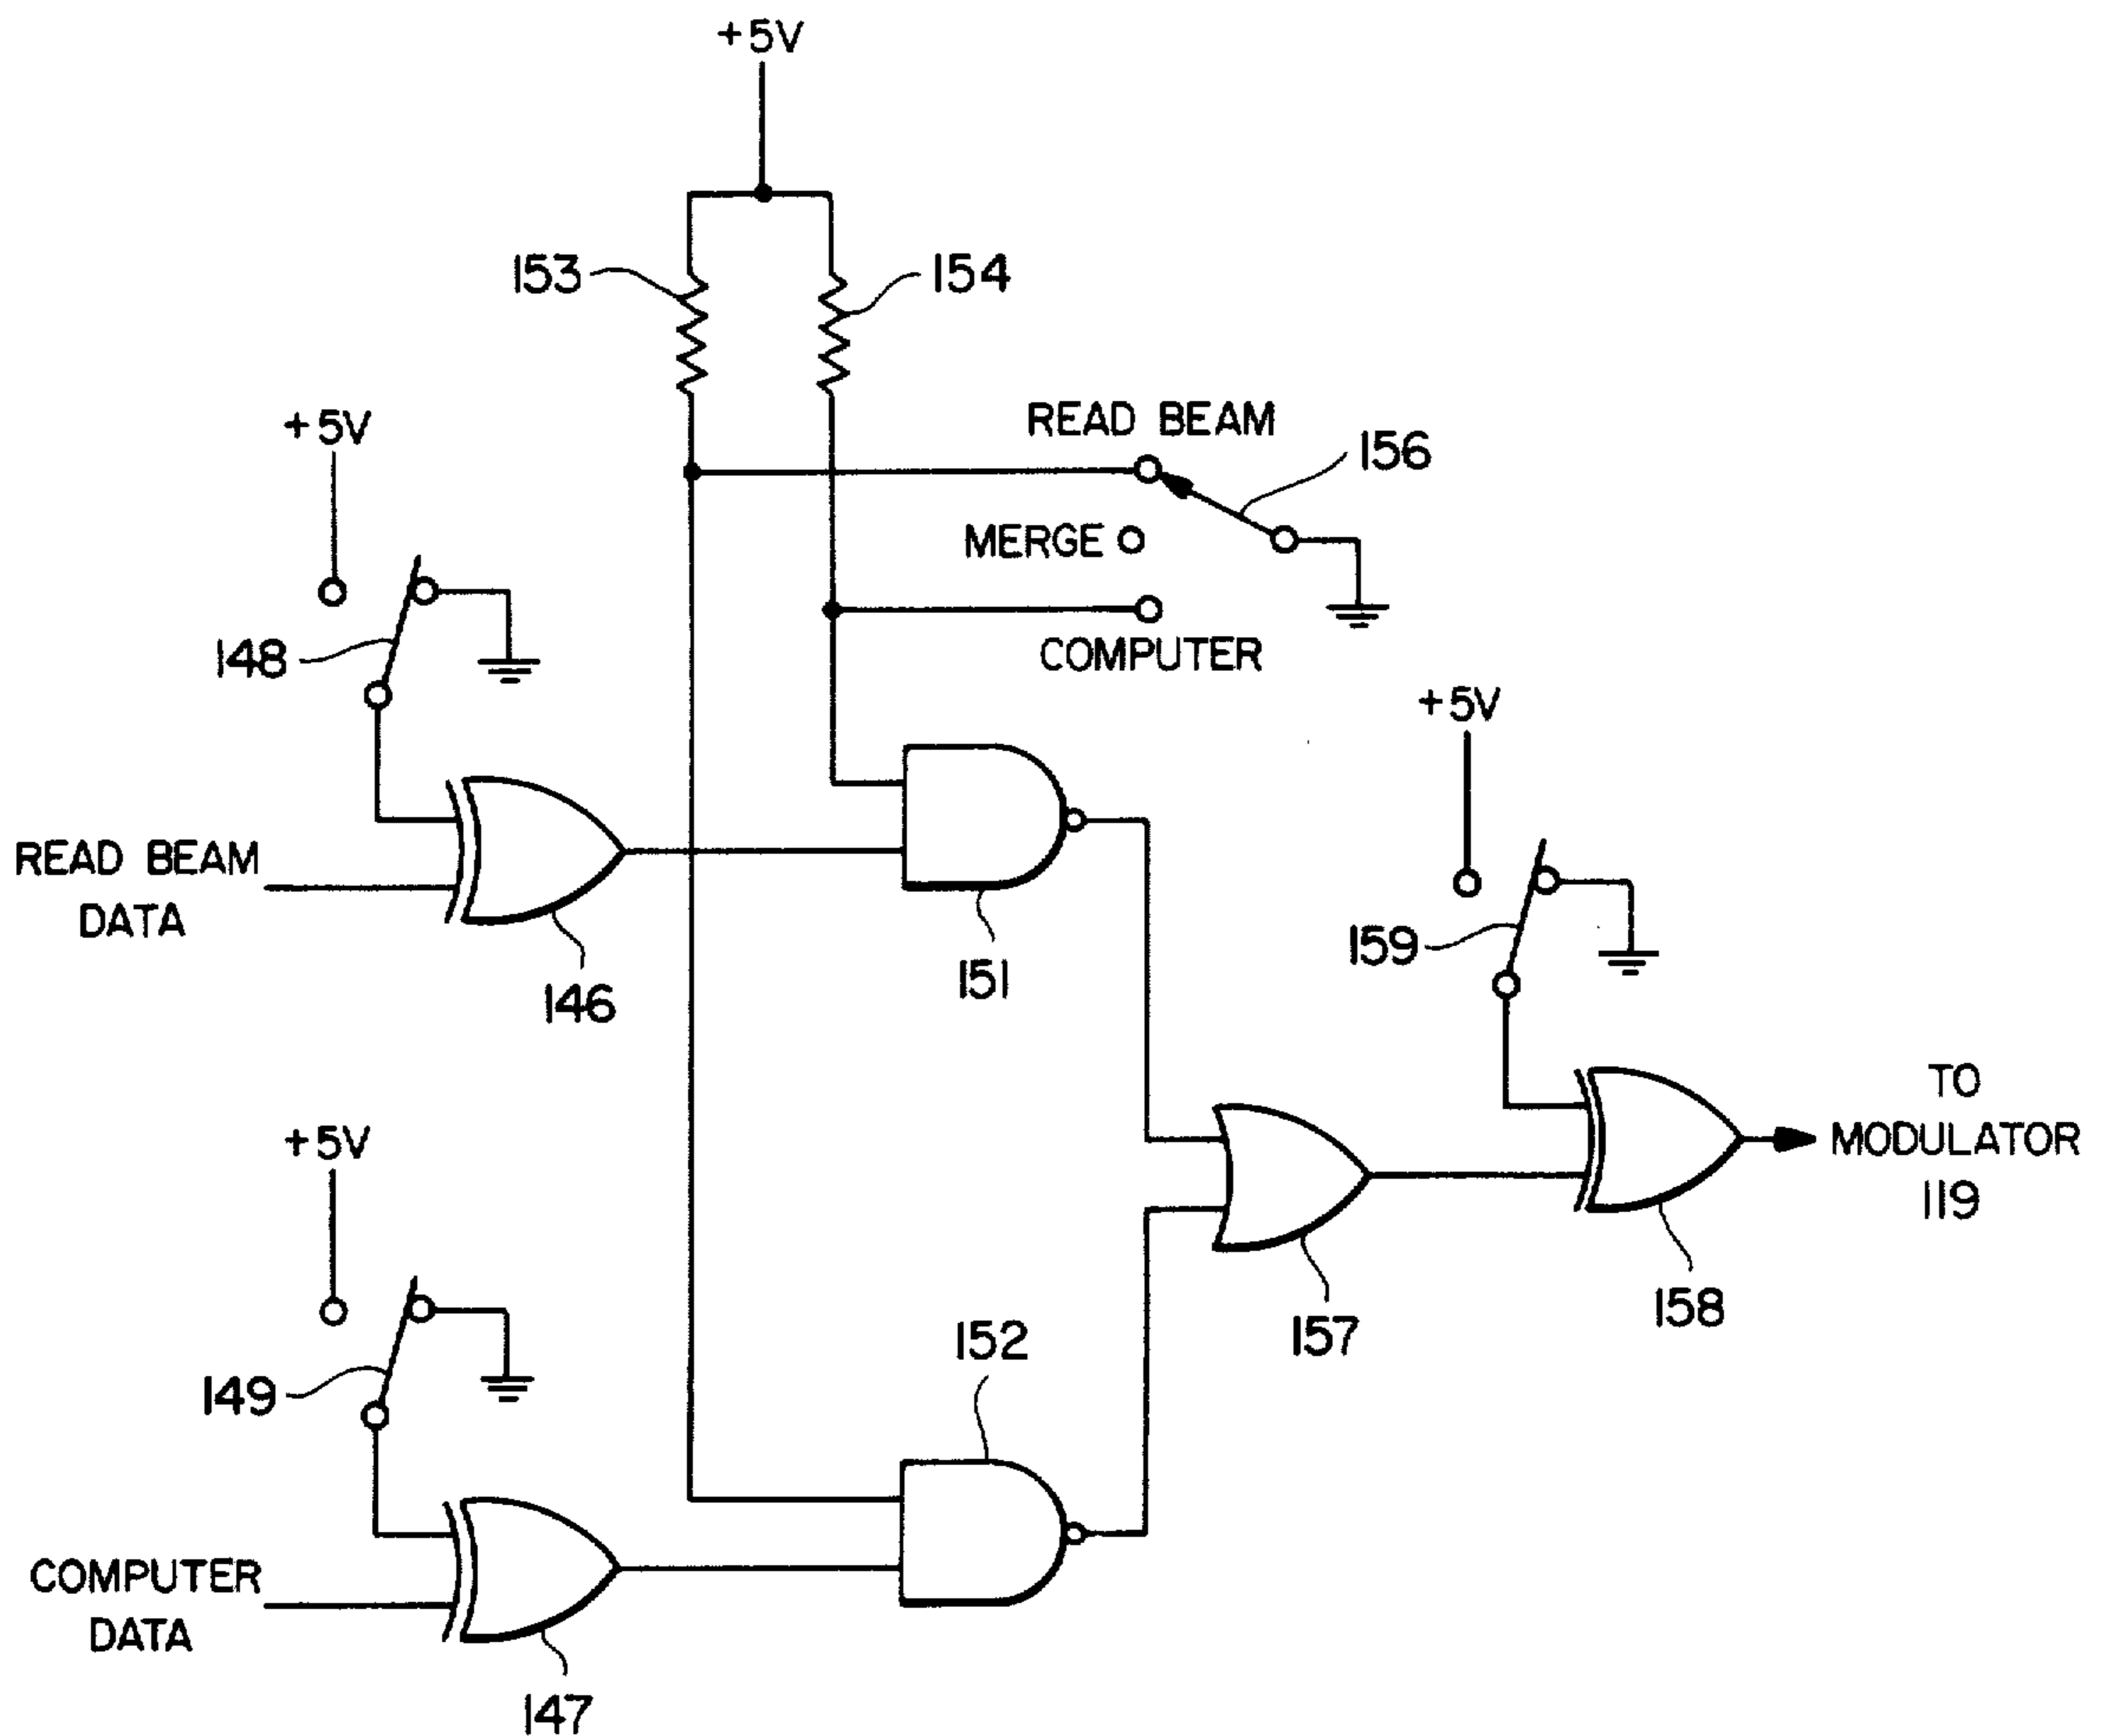 +5V
153
154
READ BEAM
156
+5V
MERGE
148
COMPUTER
+5V
READ BEAM
DATA
159
151
146
TO
MODULATOR
119
+5V
158
152
157
149
COMPUTER
DATA
147